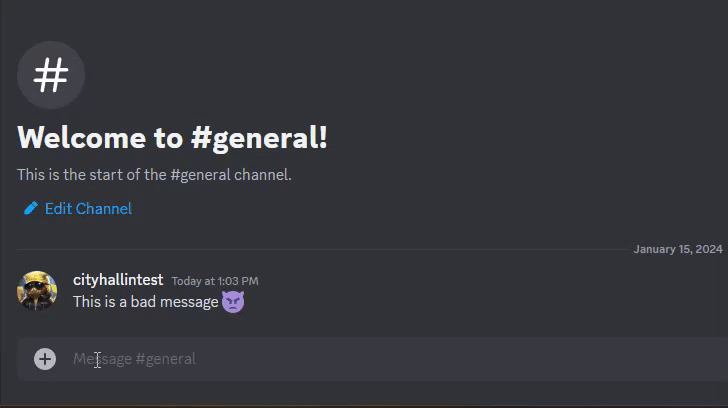 #
Welcome to #general!
This is the start of the #general channel.
Edit Channel
January 15, 2024
cityhallintest Today at 1:03 PM
This is a bad message 👿
Message #general